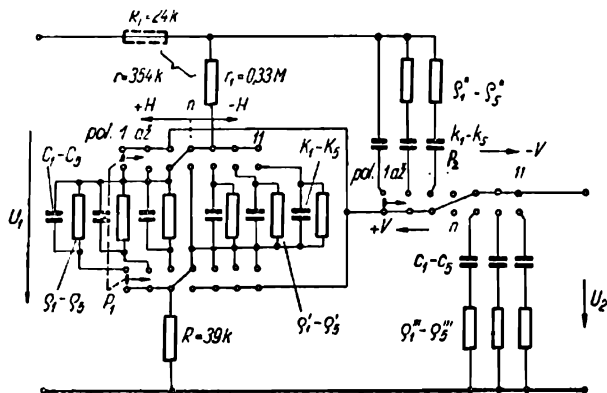 R₁ = 24k
r = 354k
r₁ = 0,33M
ϱ₁" - ϱ₅"
+H n -H
pol. 1 až
11
C₁ - C₅
K₁ - K₅
k₁ - k₅
P₂
-V
pol. 1 až
11
+V
n
U₁
ϱ₁ - ϱ₅
P₁
ϱ₁' - ϱ₅'
C₁ - C₅
U₂
R = 39k
ϱ₁''' - ϱ₅'''